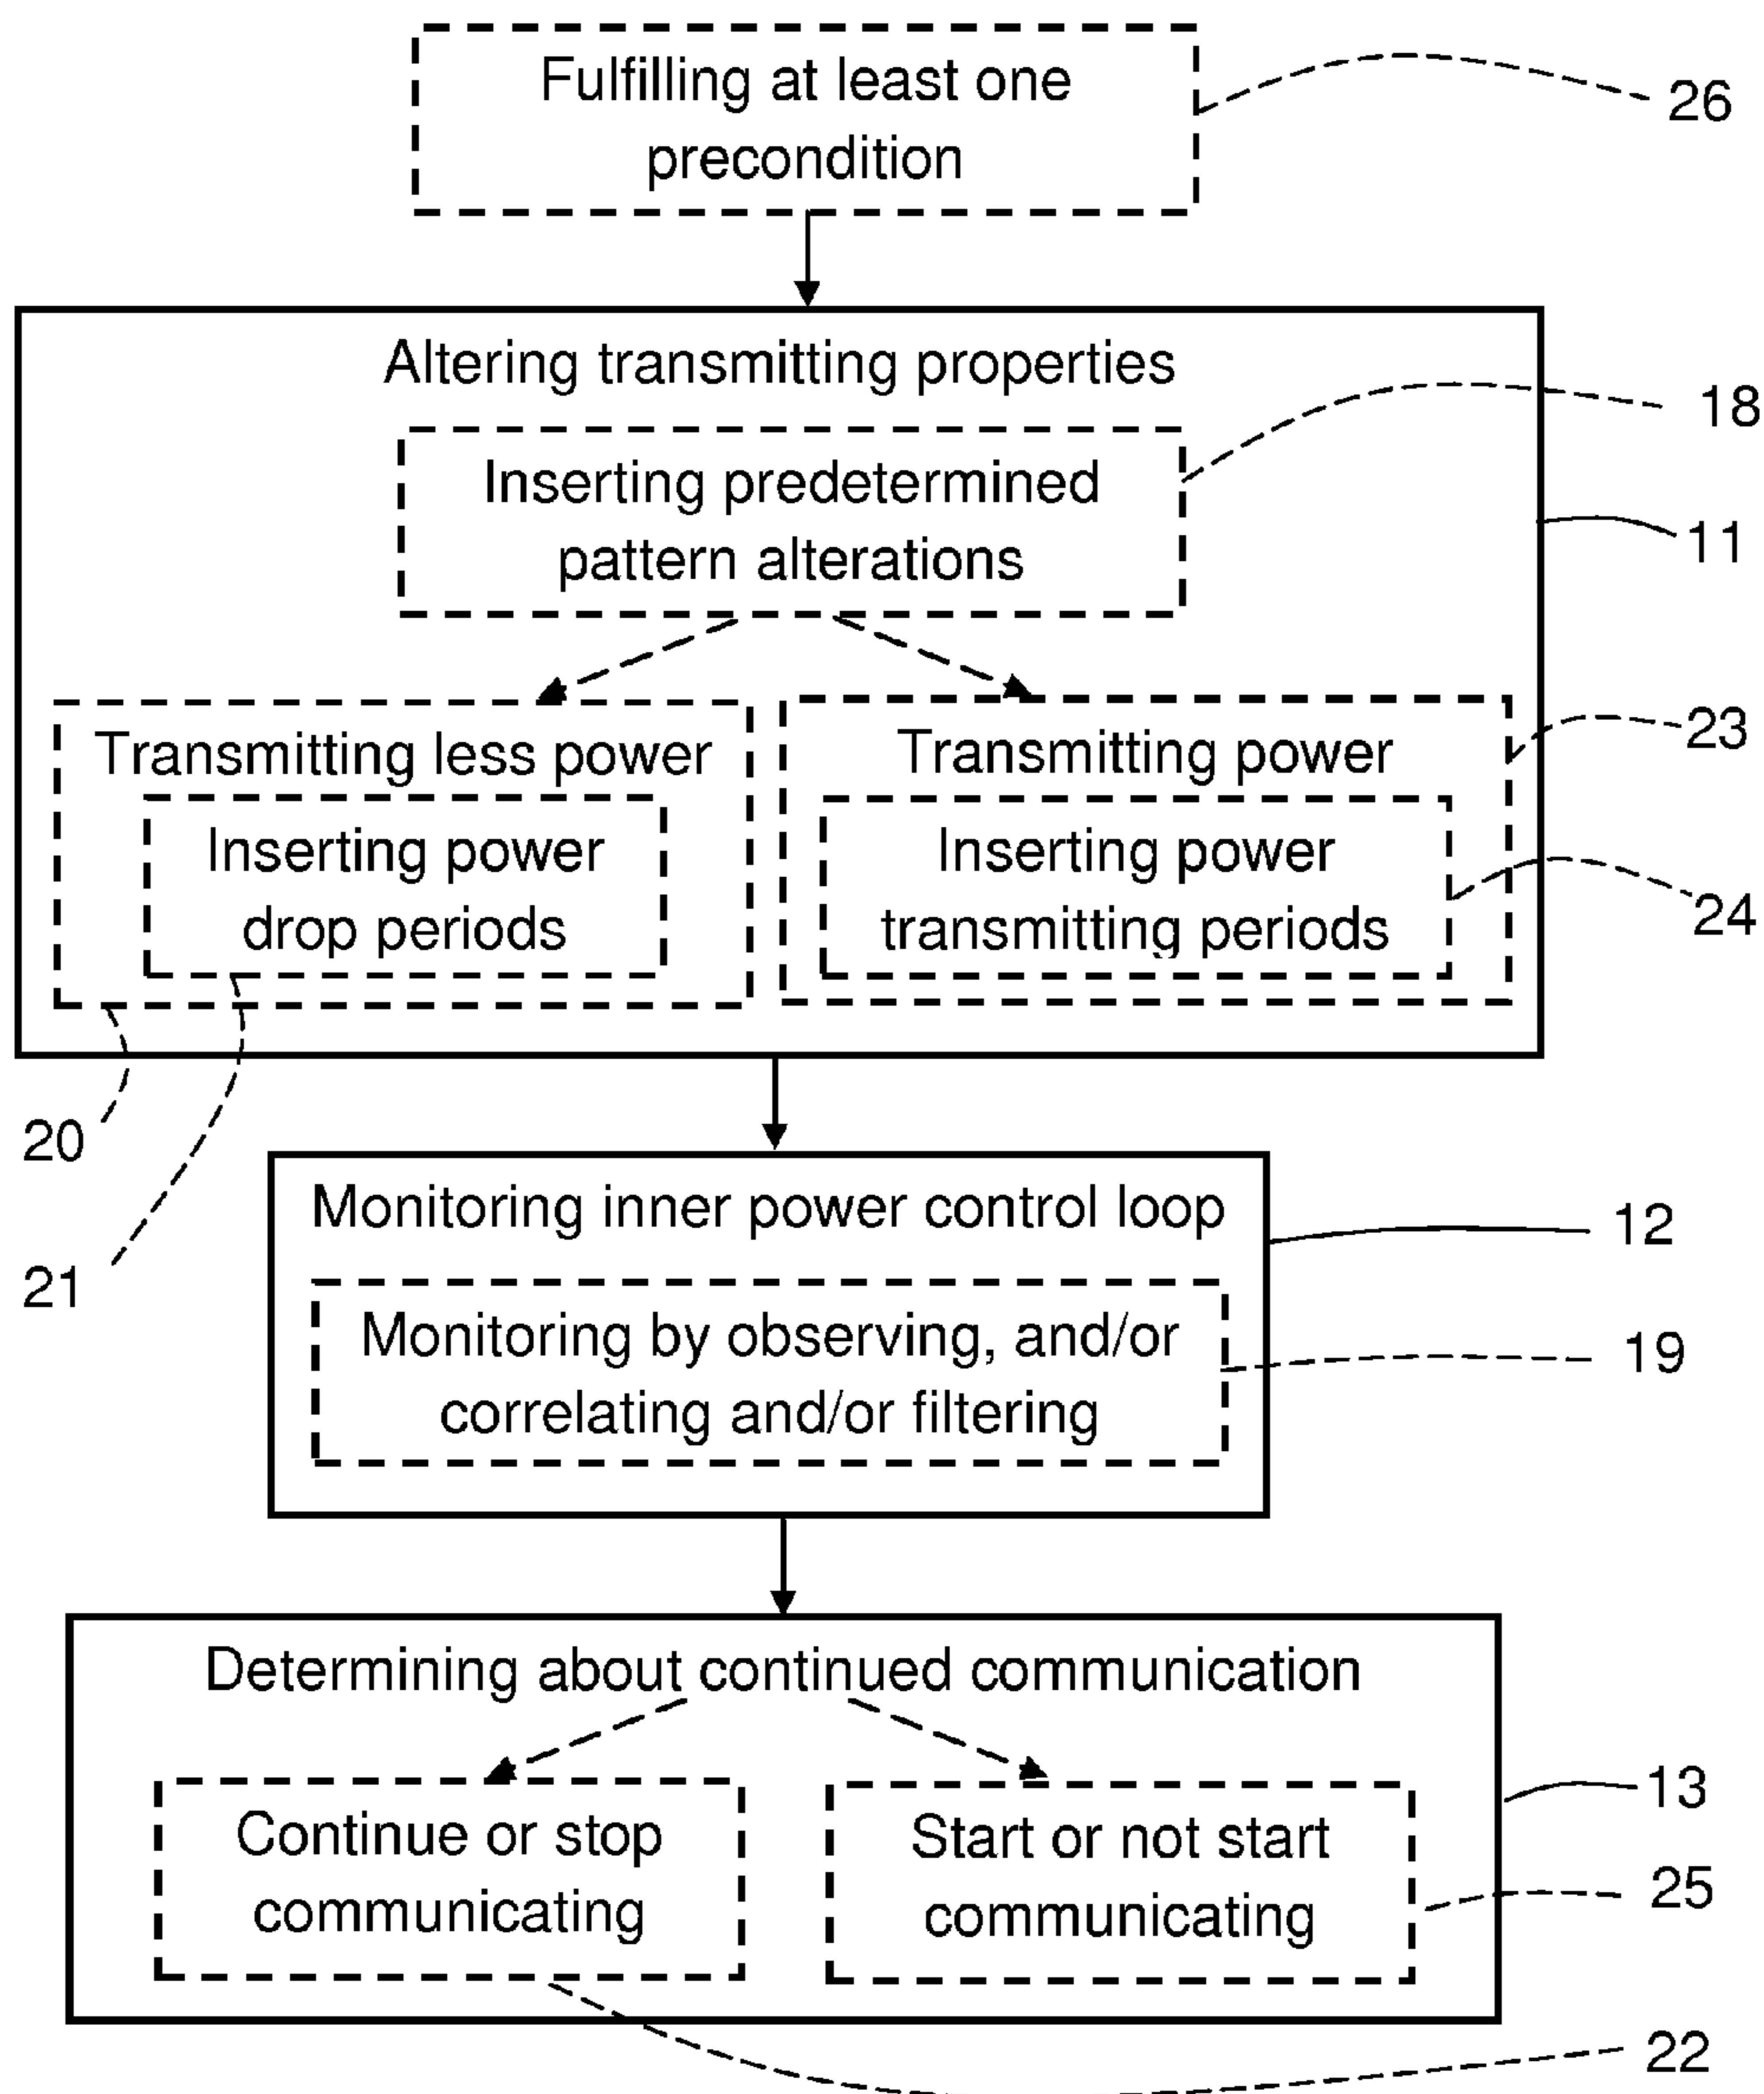 Fulfilling at least one
precondition
26
Altering transmitting properties
18
Inserting predetermined
pattern alterations
11
Transmitting less power
Transmitting power
23
Inserting power
drop periods
Inserting power
transmitting periods
24
20
21
Monitoring inner power control loop
12
Monitoring by observing, and/or
correlating and/or filtering
19
Determining about continued communication
13
Continue or stop
communicating
Start or not start
communicating
25
22